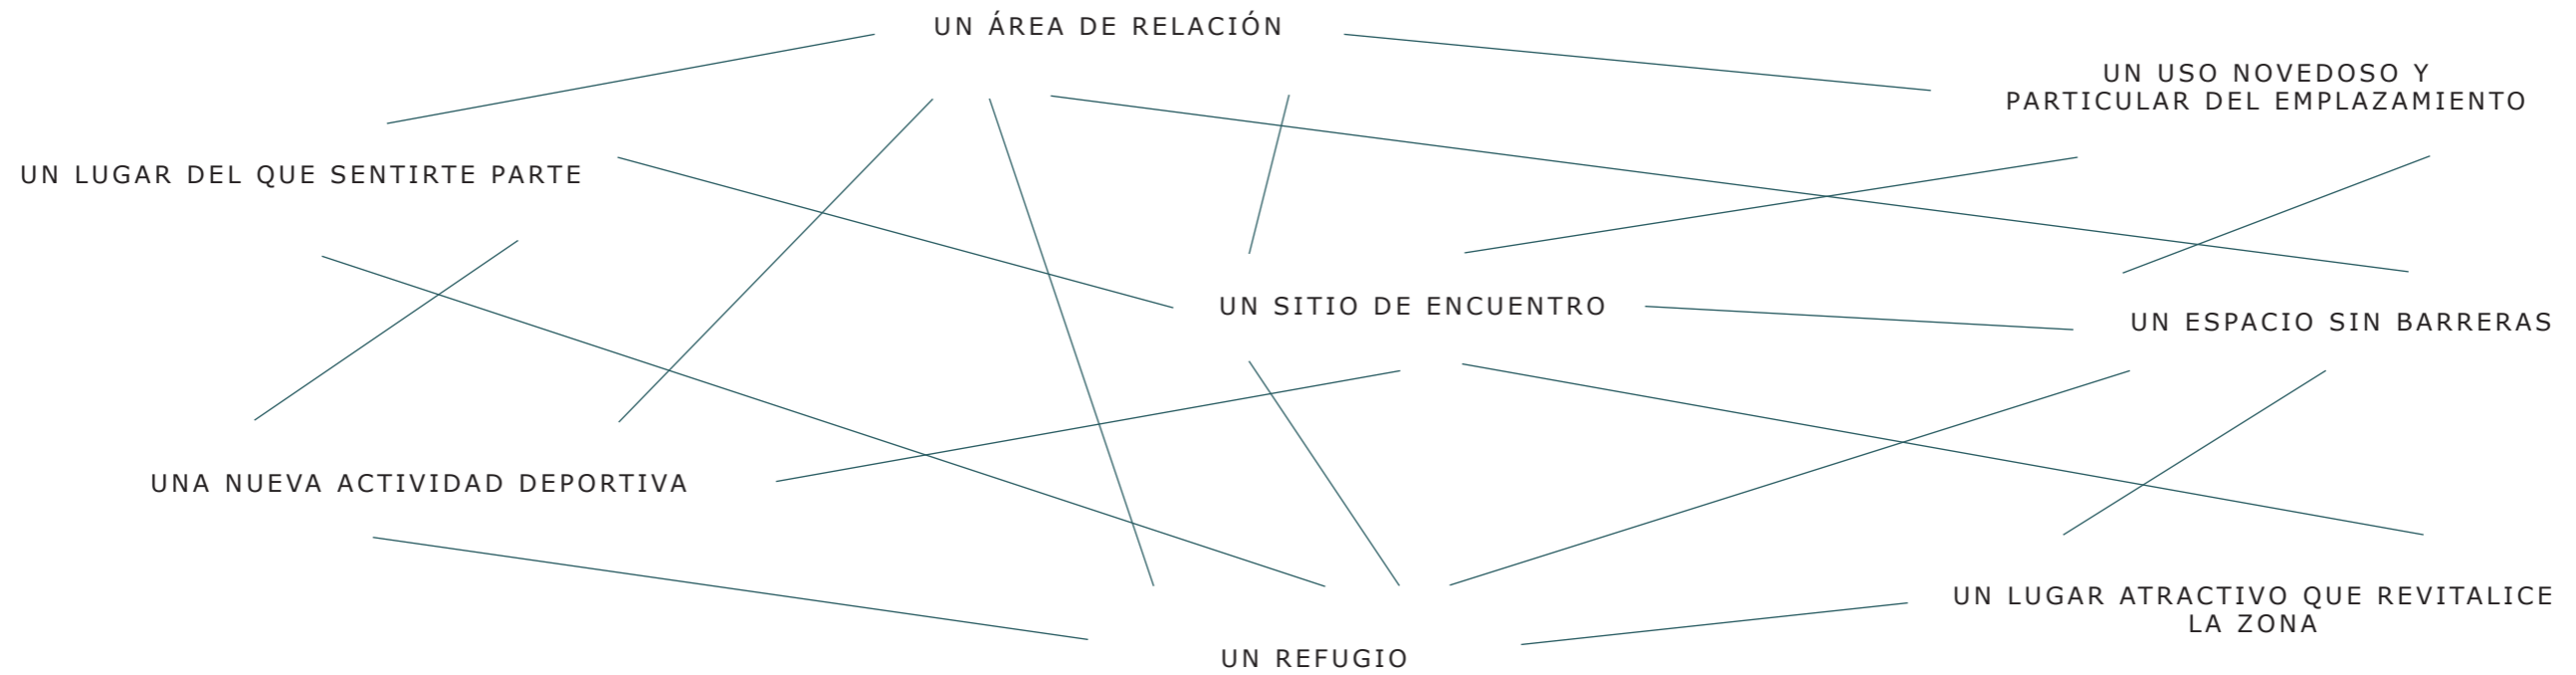 UN ÁREA DE RELACIÓN
UN USO NOVEDOSO Y
PARTICULAR DEL EMPLAZAMIENTO
UN LUGAR DEL QUE SENTIRTE PARTE
UN SITIO DE ENCUENTRO
UN ESPACIO SIN BARRERAS
UNA NUEVA ACTIVIDAD DEPORTIVA
UN LUGAR ATRACTIVO QUE REVITALICE
LA ZONA
UN REFUGIO